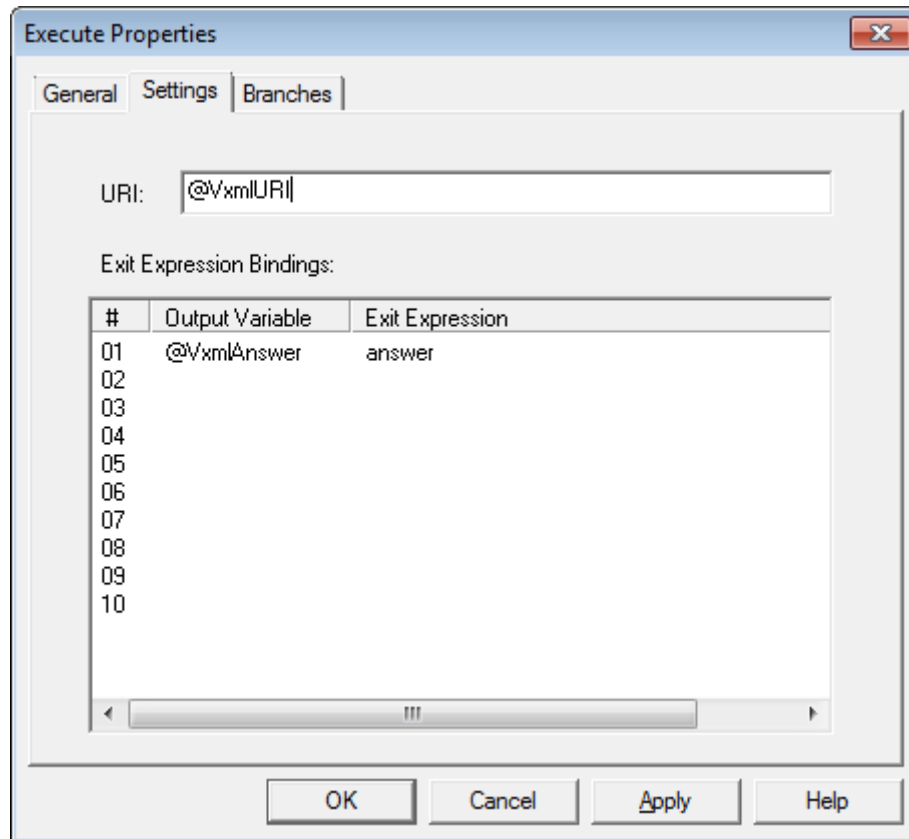 Execute Properties
General Settings Branches
URI: @VxmlURI
Exit Expression Bindings:
# Output Variable Exit Expression
01 @VxmlAnswer answer
02
03
04
05
06
07
08
09
10
OK Cancel Apply Help